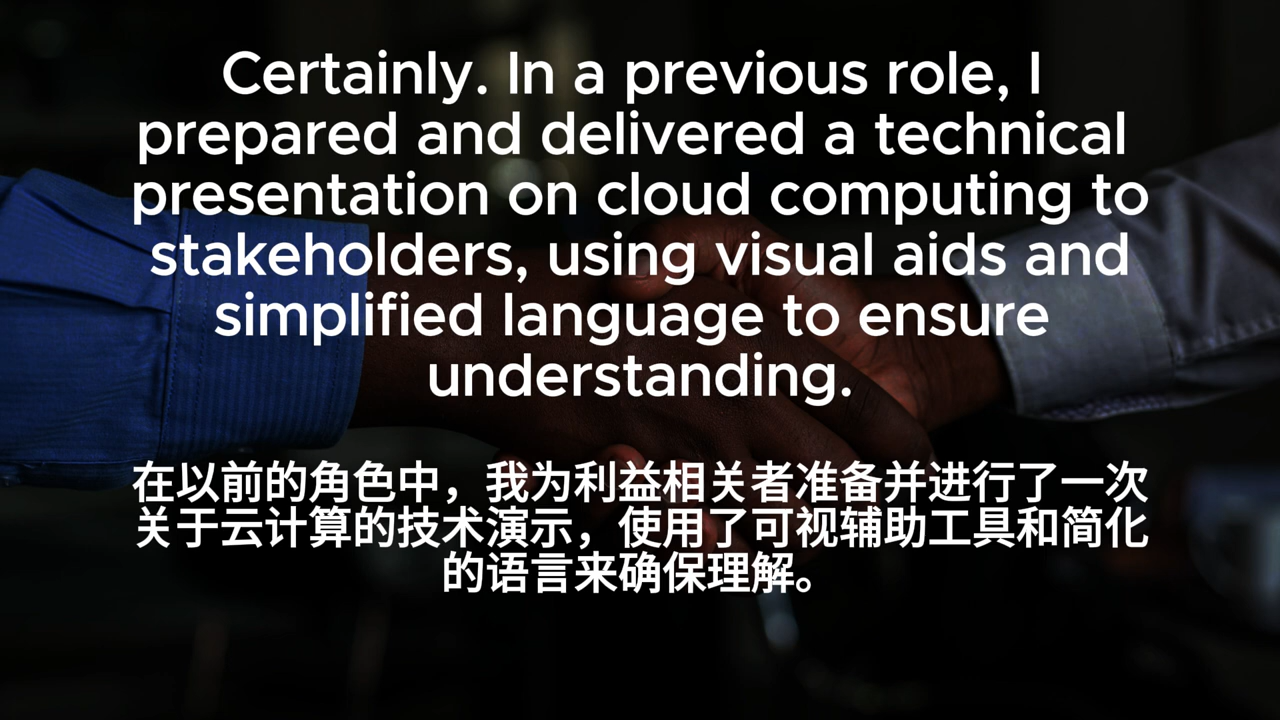 Certainly. In a previous role, I
prepared and delivered a technical
presentation on cloud computing to
stakeholders, using visual aids and
simplified language to ensure
understanding.
在以前的角色中，我为利益相关者准备并进行了一次
关于云计算的技术演示，使用了可视辅助工具和简化
的语言来确保理解。